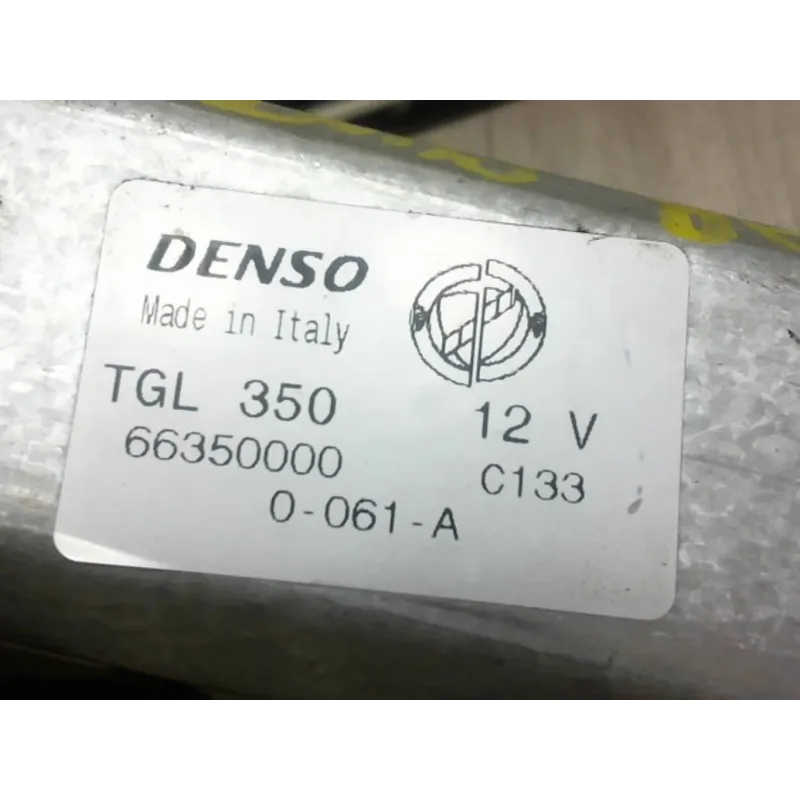 DENSO
Made in Italy
TGL 350
12 V
66350000
C133
0-061-A